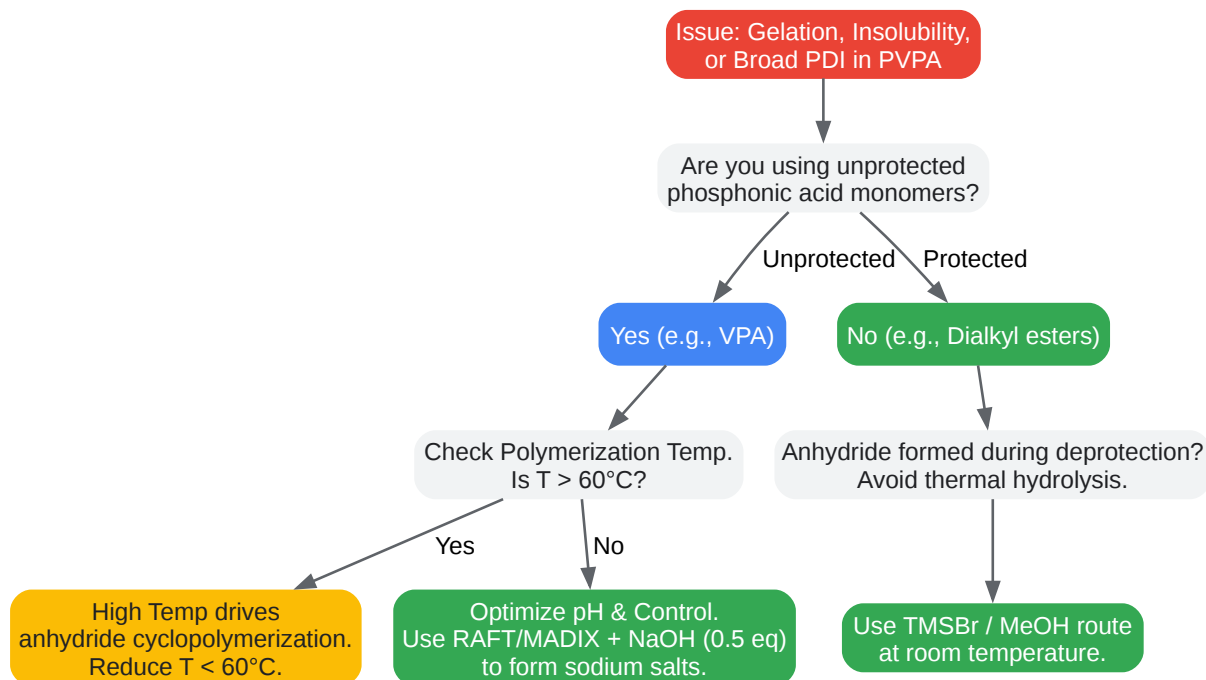 Issue: Gelation, Insolubility,
or Broad PDI in PVPA
Are you using unprotected
phosphonic acid monomers?
Unprotected
Protected
Yes (e.g., VPA)
No (e.g., Dialkyl esters)
Check Polymerization Temp.
Is T > 60°C?
Anhydride formed during deprotection?
Avoid thermal hydrolysis.
Yes
No
High Temp drives
anhydride cyclopolymerization.
Reduce T < 60°C.
Optimize pH & Control.
Use RAFT/MADIX + NaOH (0.5 eq)
to form sodium salts.
Use TMSBr / MeOH route
at room temperature.